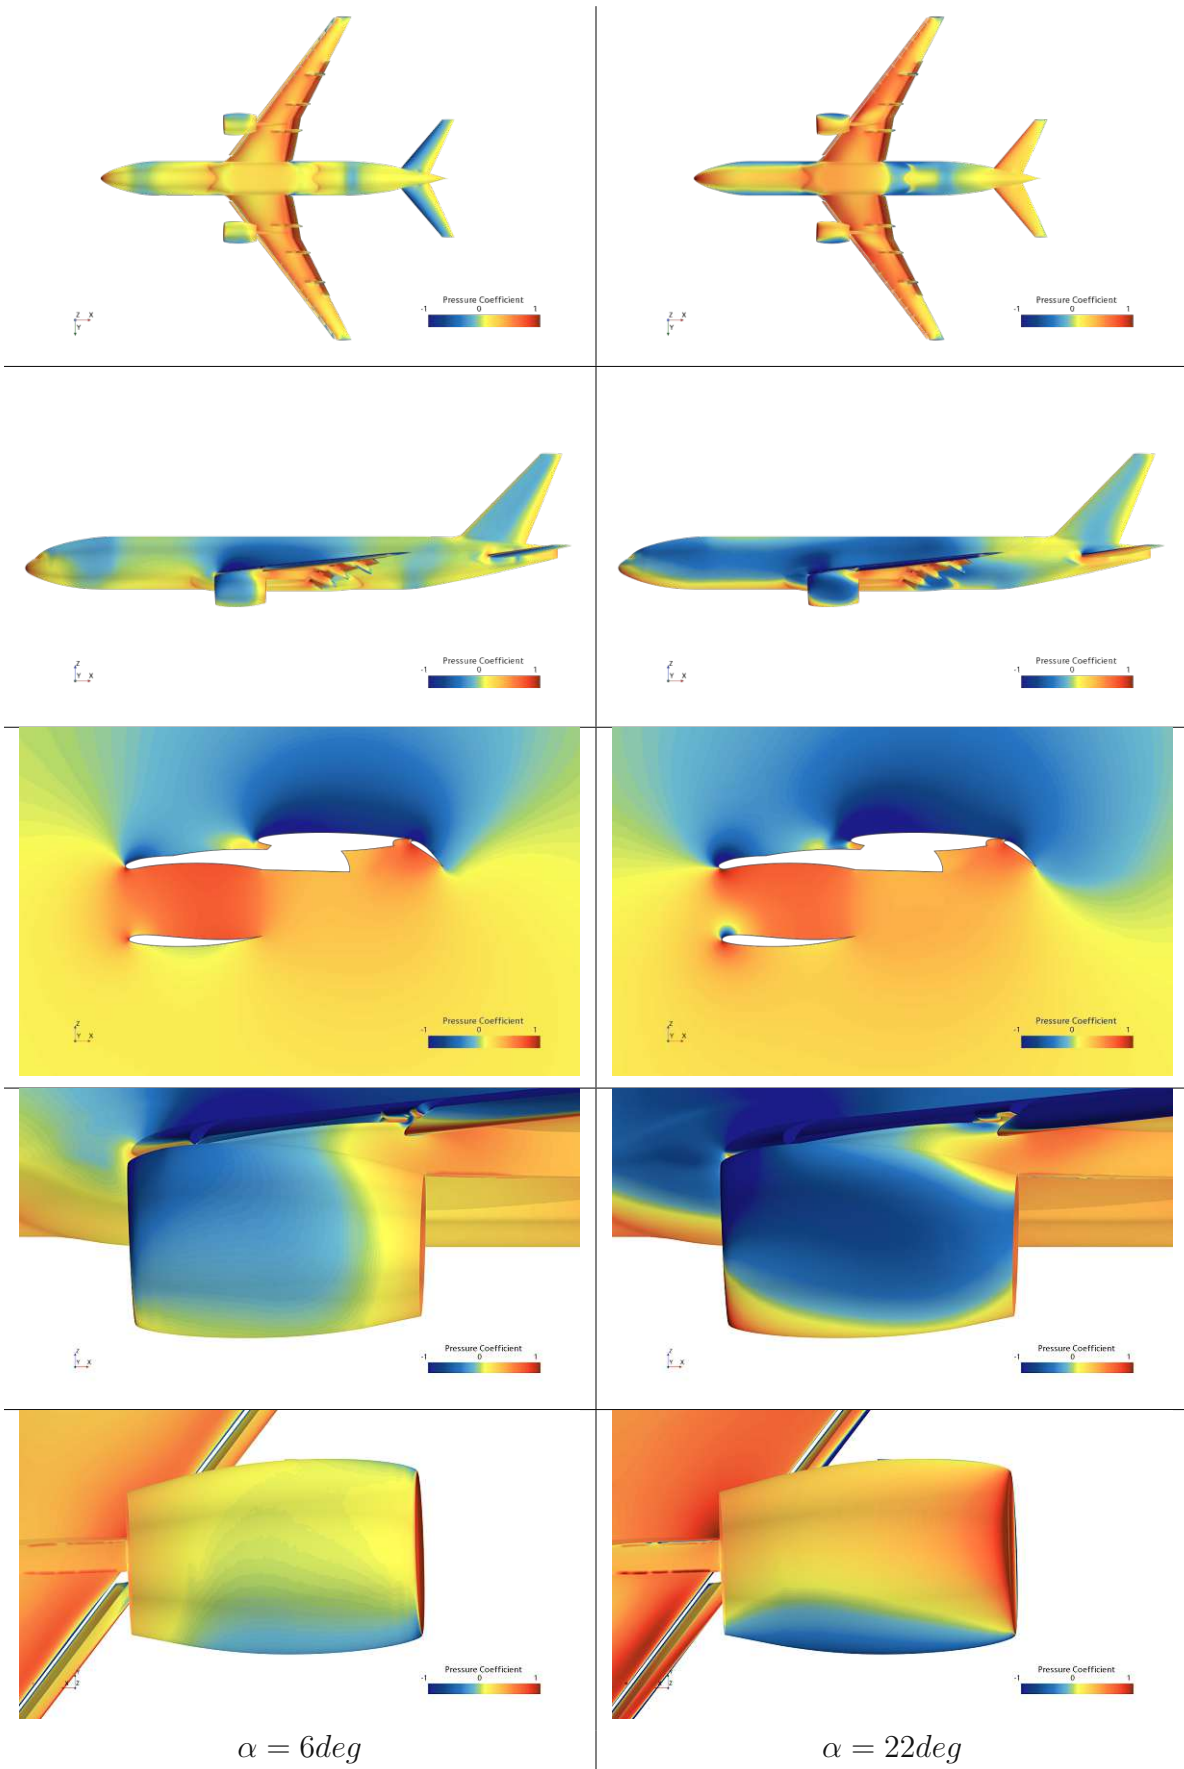 Pressure Coefficient
-1 0 1
Z X
Y
Pressure Coefficient
-1 0 1
Z X
Y
Pressure Coefficient
-1 0 1
Z
Y X
Pressure Coefficient
-1 0 1
Z
Y X
Pressure Coefficient
-1 0 1
Z
Y X
Pressure Coefficient
-1 0 1
Z
Y X
Pressure Coefficient
-1 0 1
Z
Y X
Pressure Coefficient
-1 0 1
Z
Y X
Pressure Coefficient
-1 0 1
X Z
Pressure Coefficient
-1 0 1
α = 6deg
α = 22deg